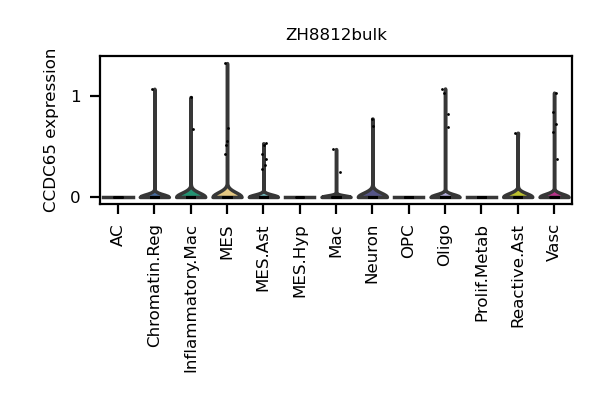 ZH8812bulk
CCDC65 expression
1
0
AC
Chromatin.Reg
Inflammatory.Mac
MES
MES.Ast
MES.Hyp
Mac
Neuron
OPC
Oligo
Prolif.Metab
Reactive.Ast
Vasc